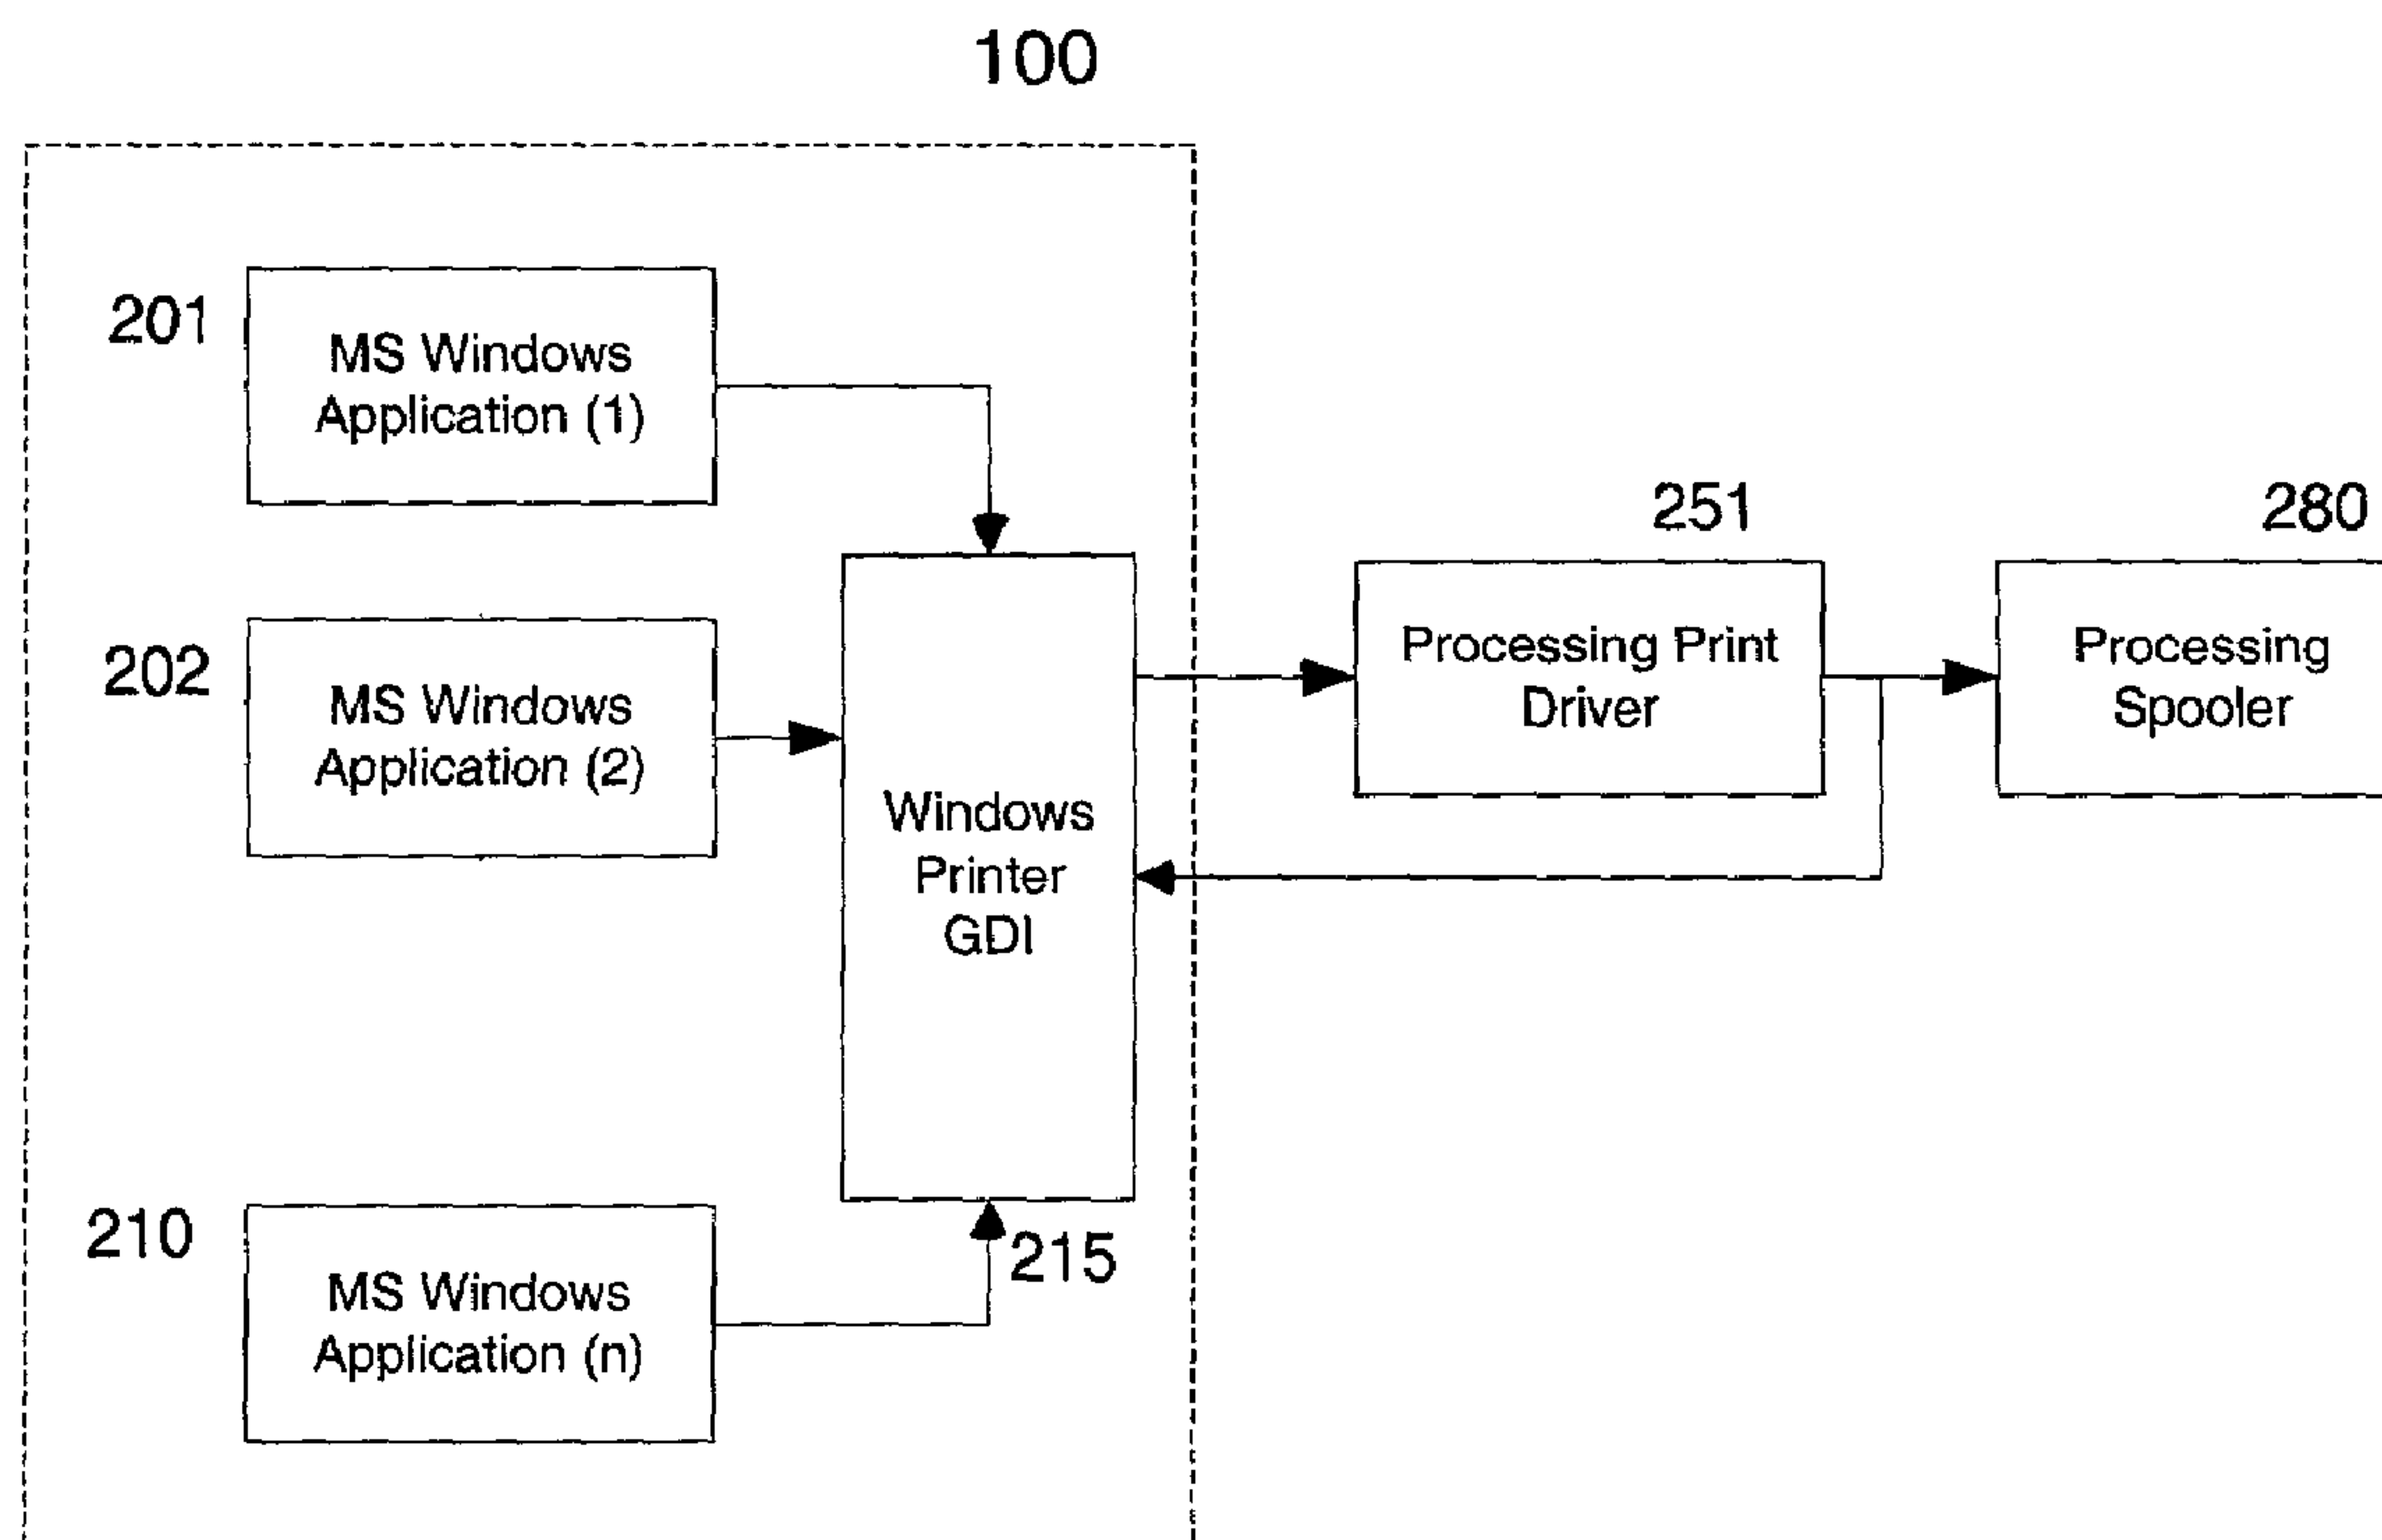 100
201
MS Windows
Application (1)
251
280
202
MS Windows
Application (2)
Processing Print
Driver
Processing
Spooler
Windows
Printer
GDI
210
215
MS Windows
Application (n)